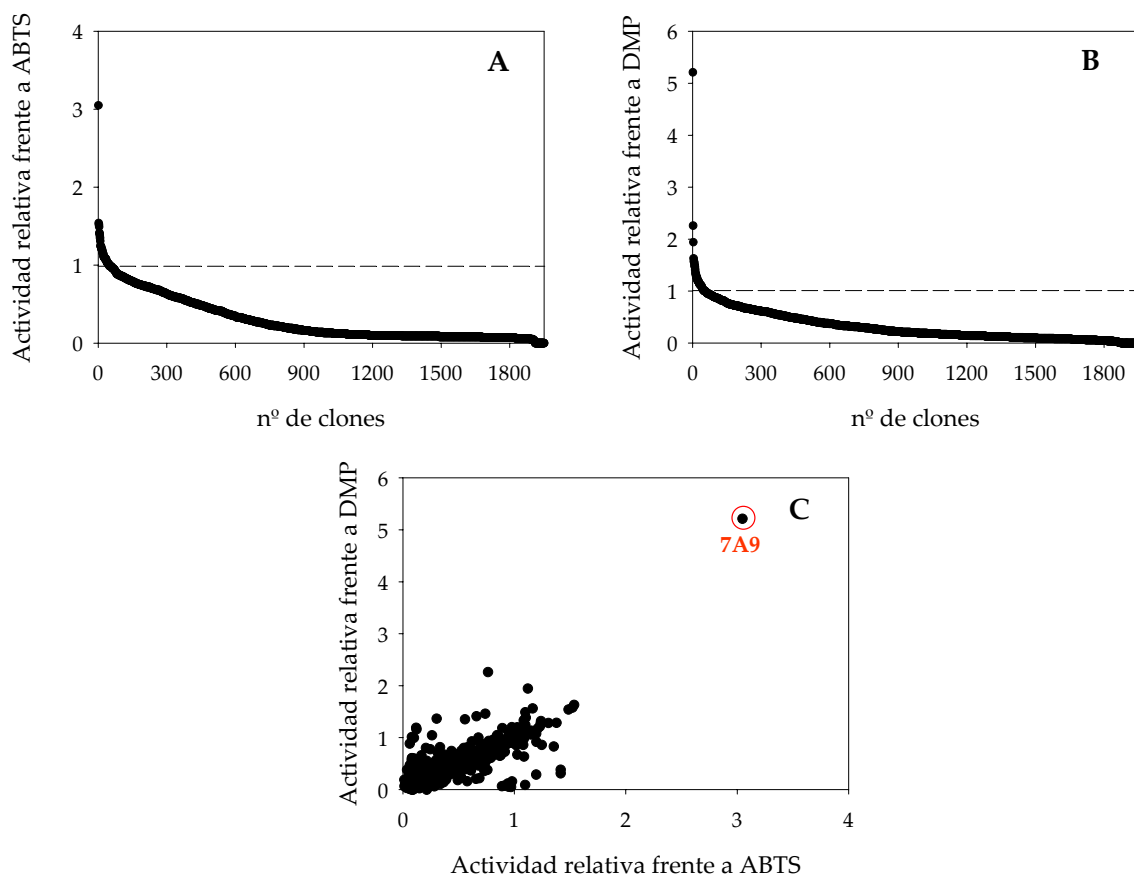 Actividad relativa frente a ABTS
4
3
2
1
0
A
0 300 600 900 1200 1500 1800
nº de clones
Actividad relativa frente a DMP
6
5
4
3
2
1
0
B
0 300 600 900 1200 1500 1800
nº de clones
Actividad relativa frente a DMP
6
5
4
3
2
1
0
C
7A9
0 1 2 3 4
Actividad relativa frente a ABTS